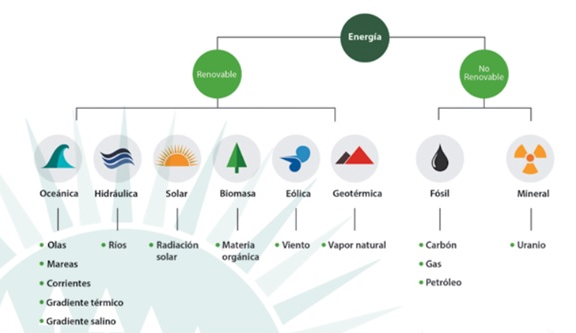 Energía
Renovable
No
Renovable
Oceánica
Hidráulica
Solar
Biomasa
Eólica
Geotérmica
Fósil
Mineral
Olas
Mareas
Corrientes
Gradiente térmico
Gradiente salino
Ríos
Radiación
solar
Materia
orgánica
Viento
Vapor natural
Carbón
Gas
Petróleo
Uranio